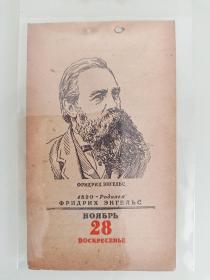 ФРИДРИХ ЭНГЕЛЬС
1820 - Родился
ФРИДРИХ ЭНГЕЛЬС
НОЯБРЬ
28
ВОСКРЕСЕНЬЕ